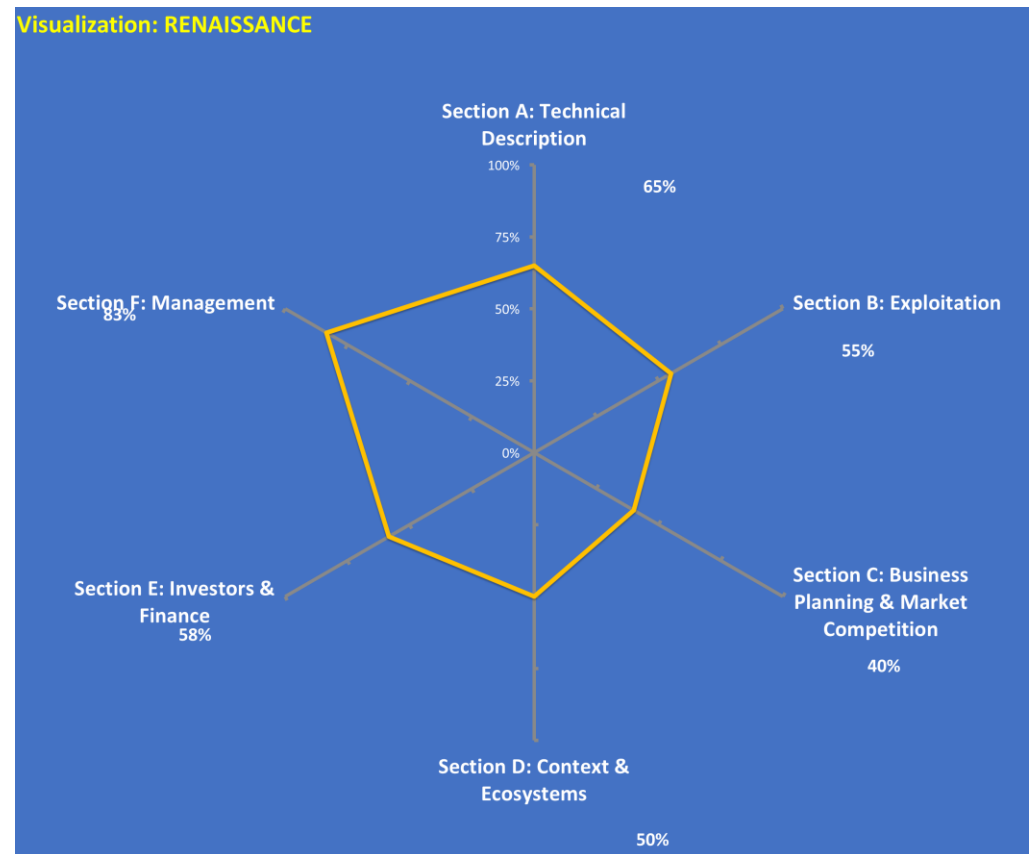 Visualization: RENAISSANCE
Section A: Technical
Description
65%
100%
75%
50%
25%
0%
Section B: Exploitation
55%
Section C: Business
Planning & Market
Competition
40%
Section D: Context &
Ecosystems
50%
Section E: Investors &
Finance
58%
Section F: Management
83%